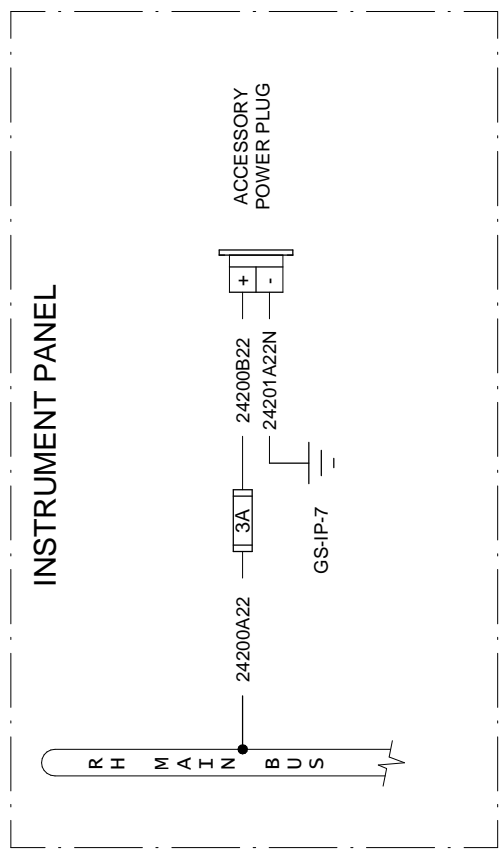 INSTRUMENT PANEL
ACCESSORY
POWER PLUG
+
-
24200B22
24201A22N
3A
GS-IP-7
24200A22
RH MAIN BUS